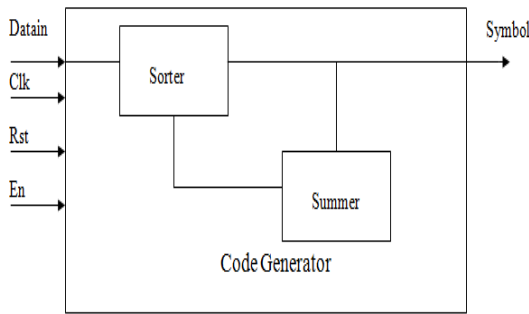 Datain
Symbol
Clk
Sorter
Rst
En
Summer
Code Generator